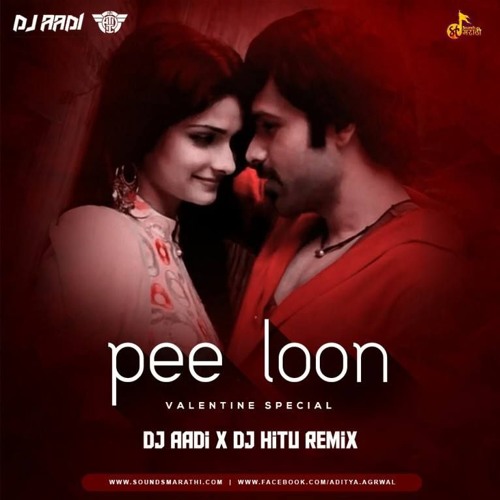 DJ AADI
pee loon
VALENTINE SPECIAL
DJ AADI X DJ HITU REMIX
WWW.SOUNDSMARATHI.COM | WWW.FACEBOOK.COM/ADITYA.AGRWAL